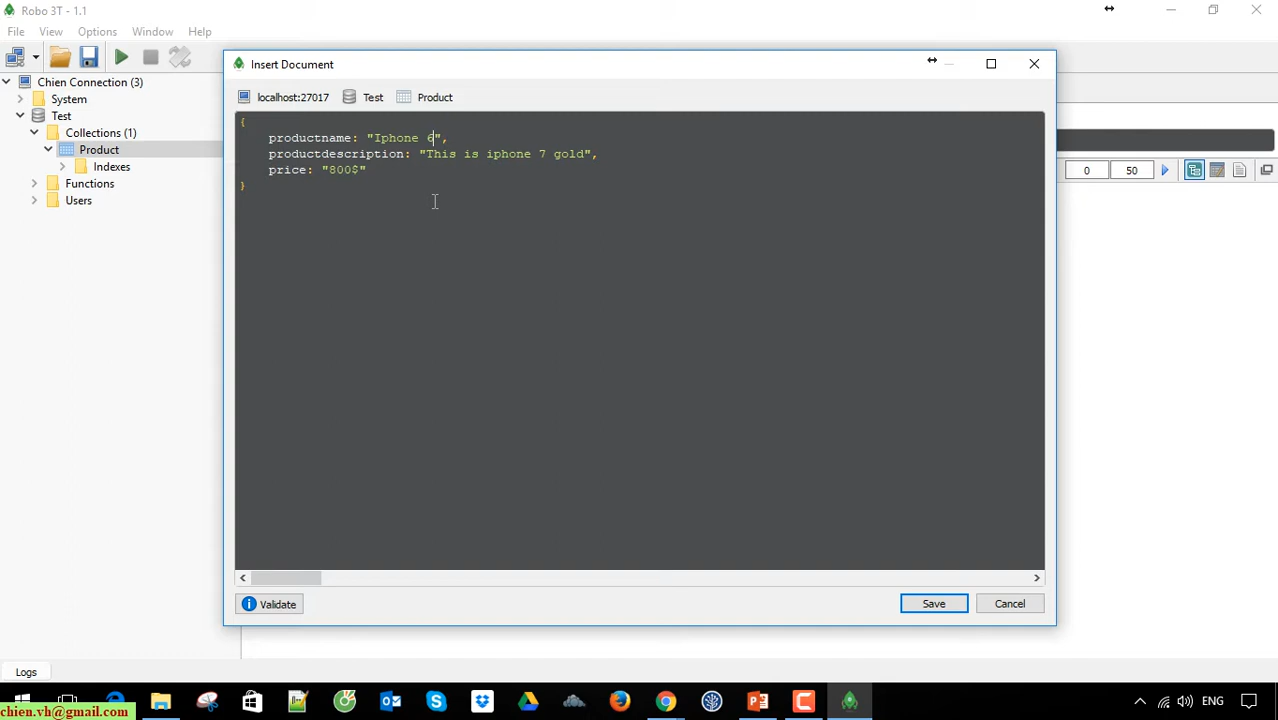 Robo 3T - 1.1
File View Options Window Help
Insert Document
Chien Connection (3)
System
Test
Collections (1)
Product
Indexes
Functions
Users
localhost:27017 Test Product
{
productname: "Iphone 6",
productdescription: "This is iphone 7 gold",
price: "800$"
}
0 50
Validate
Save Cancel
Logs
ENG
chien.vh@gmail.com